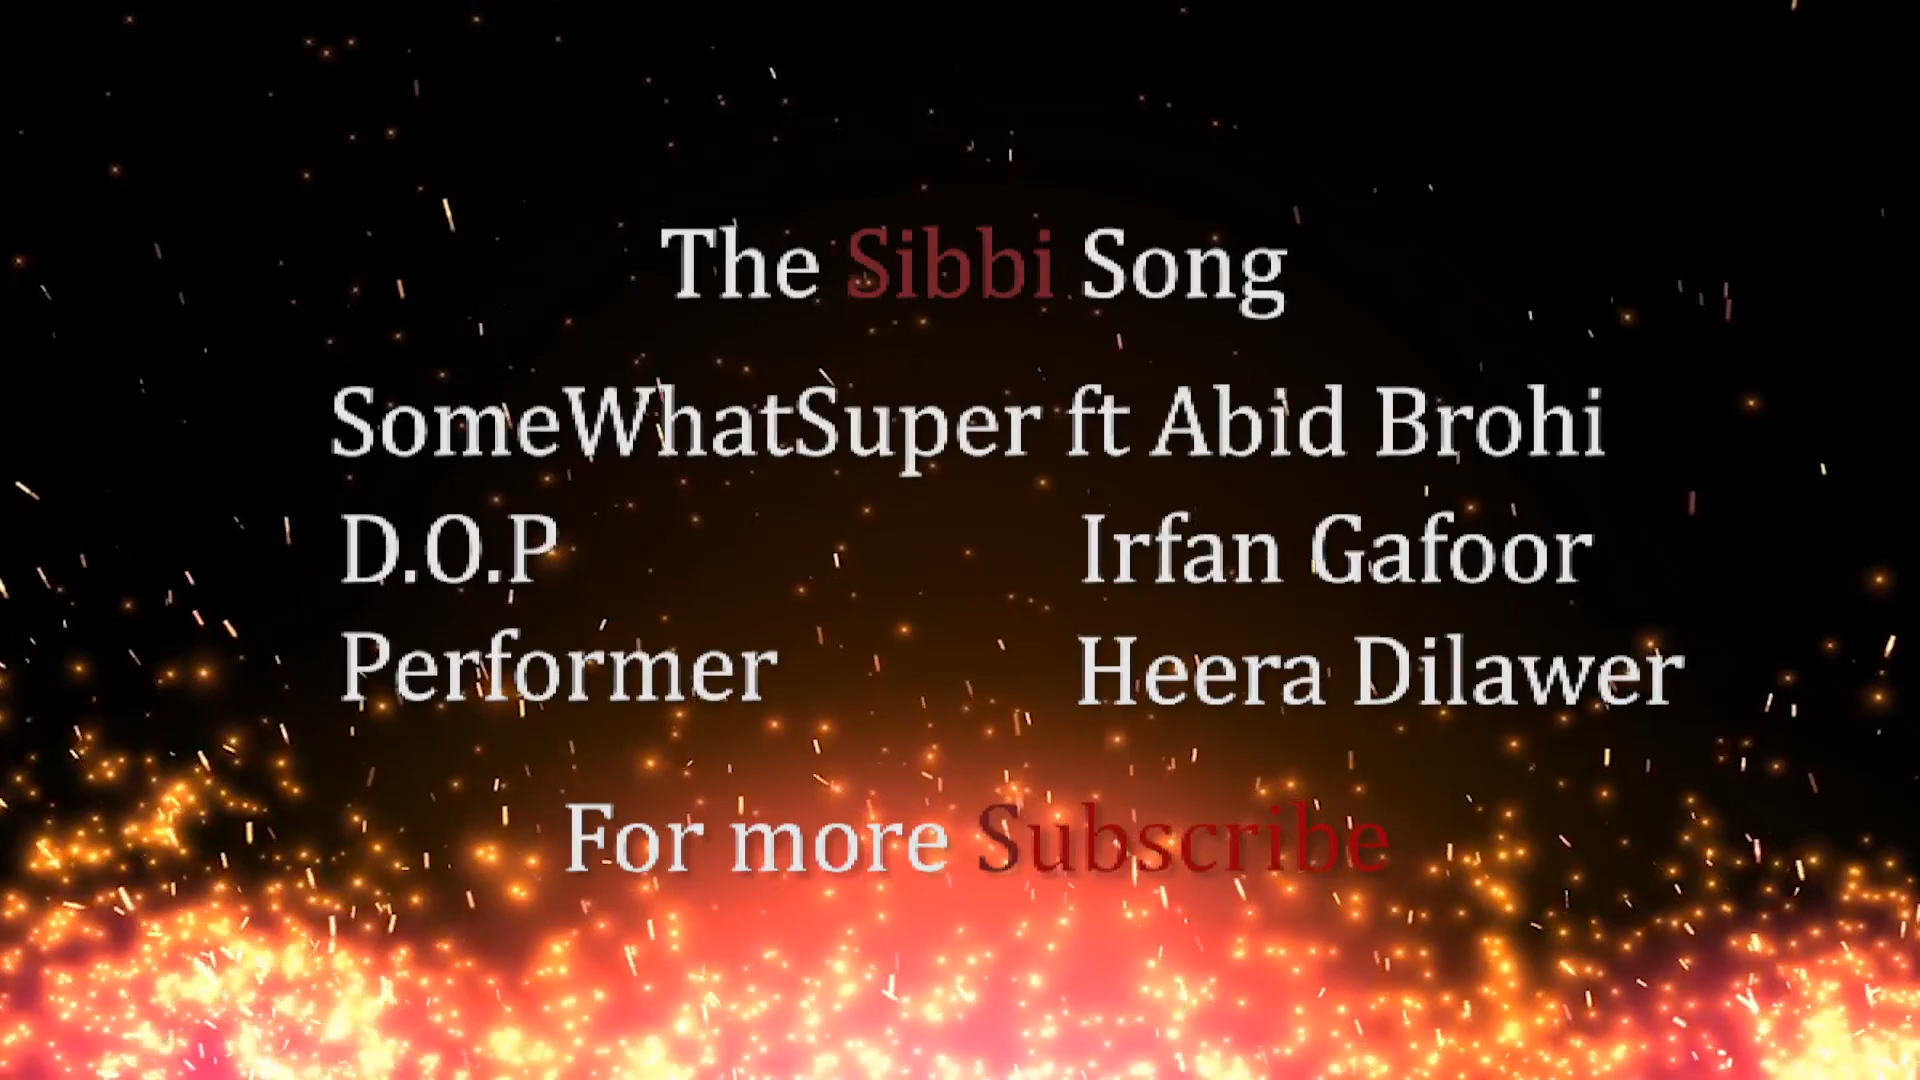 The Sibbi Song
SomeWhatSuper ft Abid Brohi
D.O.P Irfan Gafoor
Performer Heera Dilawer
For more Subscribe